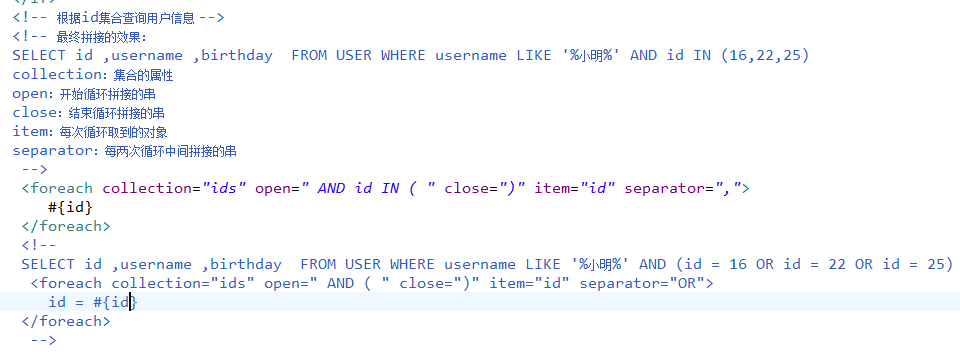 </if>
<!-- 根据id集合查询用户信息 -->
<!-- 最终拼接的效果：
SELECT id ,username ,birthday  FROM USER WHERE username LIKE '%小明%' AND id IN (16,22,25)
collection：集合的属性
open：开始循环拼接的串
close：结束循环拼接的串
item：每次循环取到的对象
separator：每两次循环中间拼接的串
-->
<foreach collection="ids" open=" AND id IN ( " close=")" item="id" separator=",">
#{id}
</foreach>
<!--
SELECT id ,username ,birthday  FROM USER WHERE username LIKE '%小明%' AND (id = 16 OR id = 22 OR id = 25)
<foreach collection="ids" open=" AND ( " close=")" item="id" separator="OR">
id = #{id}
</foreach>
-->